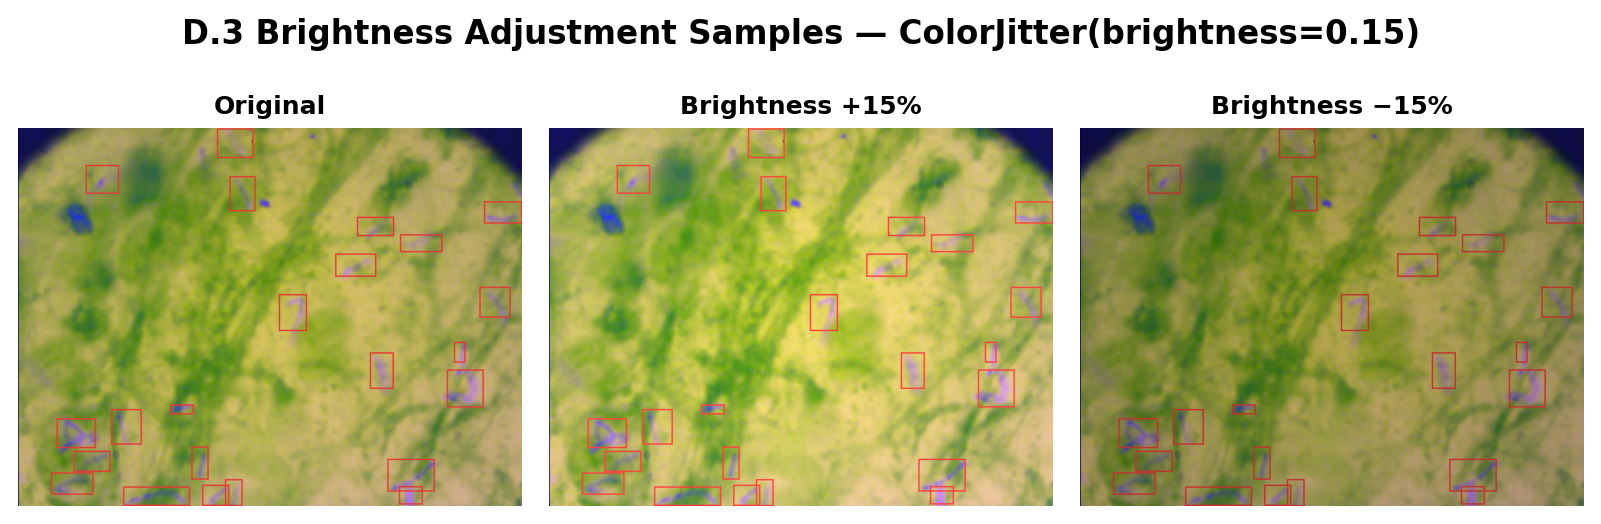 D.3 Brightness Adjustment Samples — ColorJitter(brightness=0.15)
Original
Brightness +15%
Brightness −15%